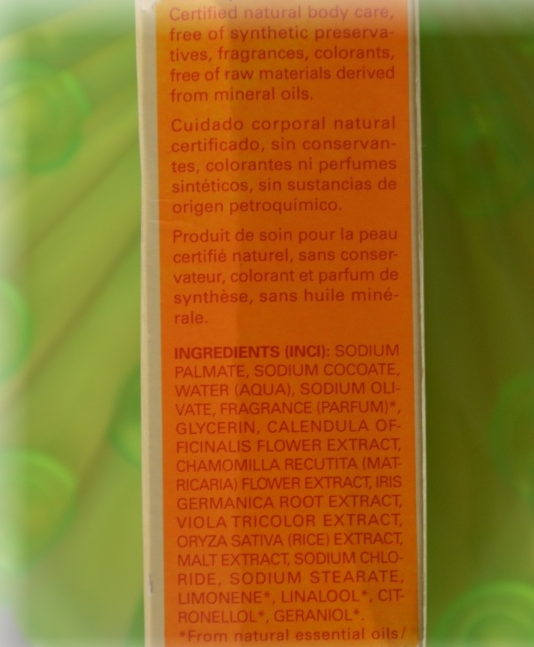 Certified natural body care,
free of synthetic preserva-
tives, fragrances, colorants,
free of raw materials derived
from mineral oils.
Cuidado corporal natural
certificado, sin conservan-
tes, colorantes ni perfumes
sintéticos, sin sustancias de
origen petroquímico.
Produit de soin pour la peau
certifié naturel, sans conser-
vateur, colorant et parfum de
synthèse, sans huile miné-
rale.
INGREDIENTS (INCI): SODIUM
PALMATE, SODIUM COCOATE,
WATER (AQUA), SODIUM OLI-
VATE, FRAGRANCE (PARFUM)*,
GLYCERIN, CALENDULA OF-
FICINALIS FLOWER EXTRACT,
CHAMOMILLA RECUTITA (MAT-
RICARIA) FLOWER EXTRACT, IRIS
GERMANICA ROOT EXTRACT,
VIOLA TRICOLOR EXTRACT,
ORYZA SATIVA (RICE) EXTRACT,
MALT EXTRACT, SODIUM CHLO-
RIDE, SODIUM STEARATE,
LIMONENE*, LINALOOL*, CIT-
RONELLOL*, GERANIOL*.
*From natural essential oils/